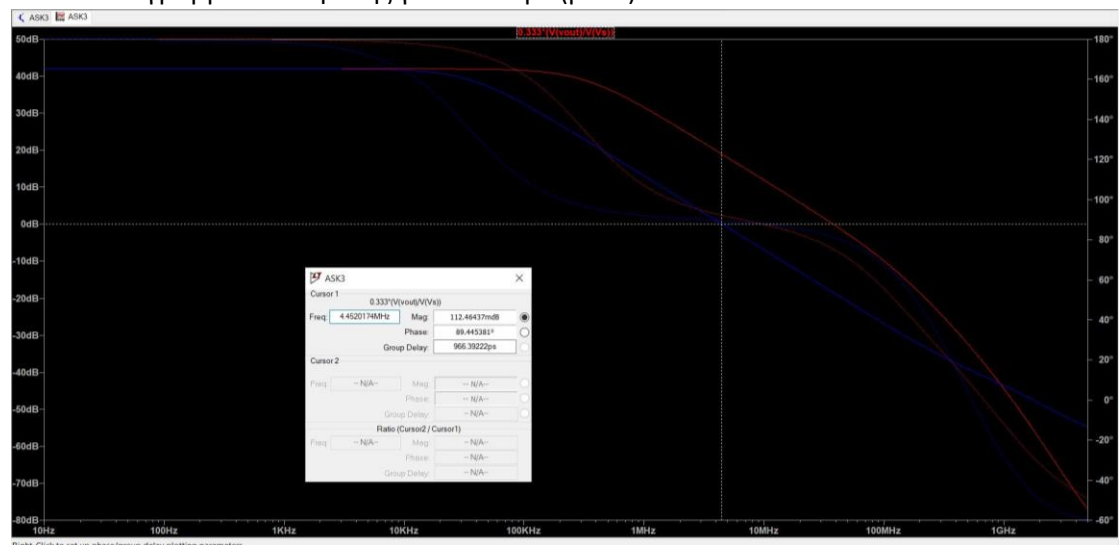 ASK3 ASK3
0.333*(V(vout)/V(Vs))
50dB
40dB
30dB
20dB
10dB
0dB
-10dB
-20dB
-30dB
-40dB
-50dB
-60dB
-70dB
-80dB
180°
160°
140°
120°
100°
80°
60°
40°
20°
0°
-20°
-40°
-60°
10Hz 100Hz 1KHz 10KHz 100KHz 1MHz 10MHz 100MHz 1GHz
ASK3
Cursor 1
0.333*(V(vout)/V(Vs))
Freq: 4.4520174MHz Mag: 112.46437mdB
Phase: 89.445381°
Group Delay: 966.39222ps
Cursor 2
Freq: -- N/A-- Mag: -- N/A--
Phase: -- N/A--
Group Delay: -- N/A--
Ratio (Cursor2 / Cursor1)
Freq: -- N/A-- Mag: -- N/A--
Phase: -- N/A--
Group Delay: -- N/A--